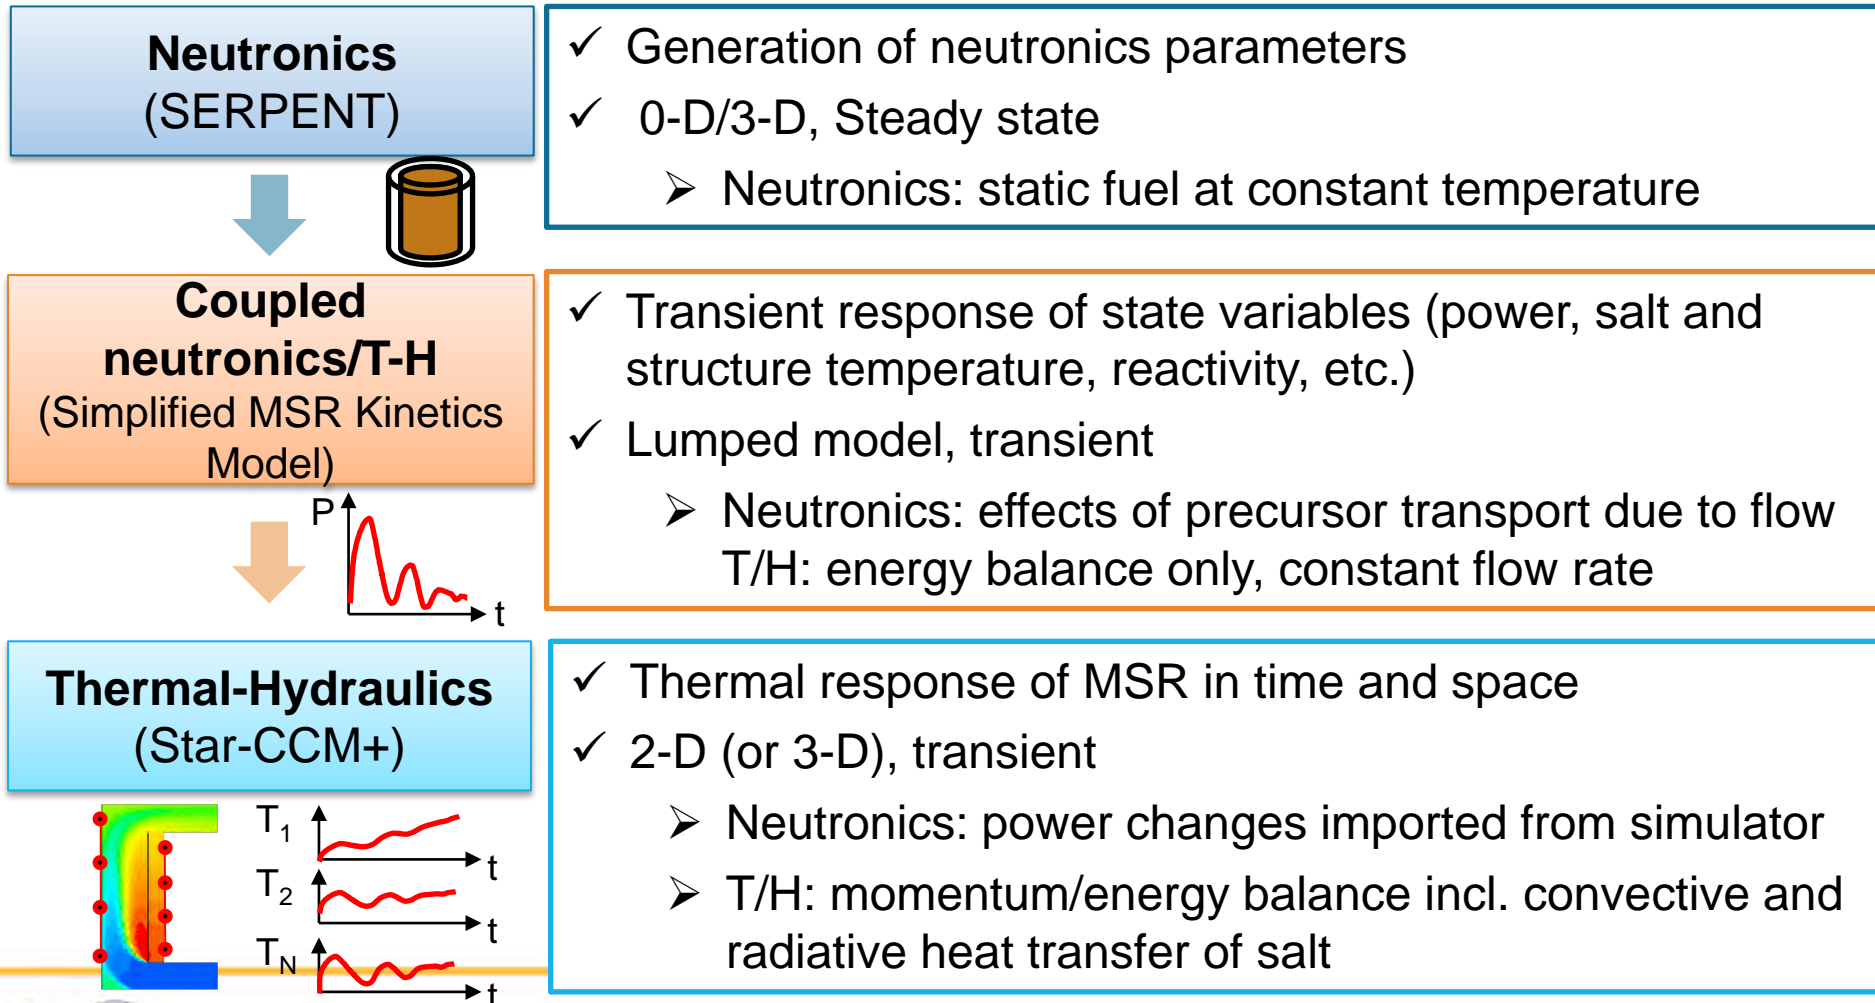 Neutronics
(SERPENT)
✓ Generation of neutronics parameters
✓ 0-D/3-D, Steady state
➢ Neutronics: static fuel at constant temperature
Coupled
neutronics/T-H
(Simplified MSR Kinetics
Model)
✓ Transient response of state variables (power, salt and
structure temperature, reactivity, etc.)
✓ Lumped model, transient
➢ Neutronics: effects of precursor transport due to flow
T/H: energy balance only, constant flow rate
P
t
Thermal-Hydraulics
(Star-CCM+)
✓ Thermal response of MSR in time and space
✓ 2-D (or 3-D), transient
➢ Neutronics: power changes imported from simulator
➢ T/H: momentum/energy balance incl. convective and
radiative heat transfer of salt
T1
t
T2
t
TN
t